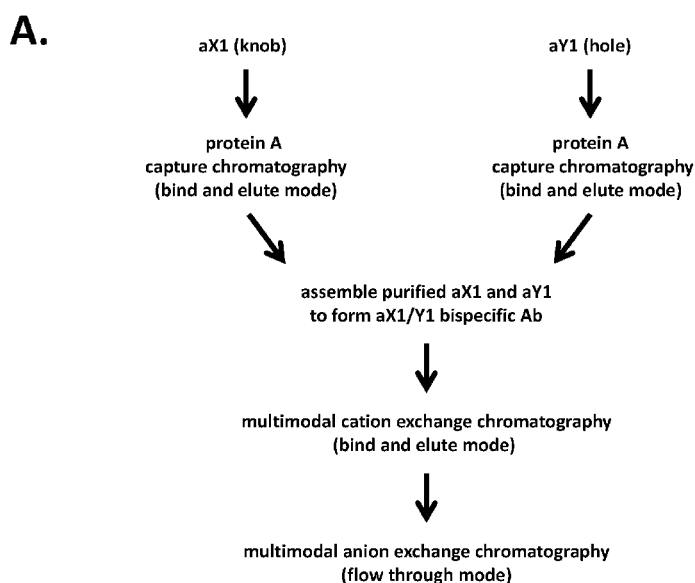 A.
aX1 (knob)
aY1 (hole)
protein A
capture chromatography
(bind and elute mode)
protein A
capture chromatography
(bind and elute mode)
assemble purified aX1 and aY1
to form aX1/Y1 bispecific Ab
multimodal cation exchange chromatography
(bind and elute mode)
multimodal anion exchange chromatography
(flow through mode)